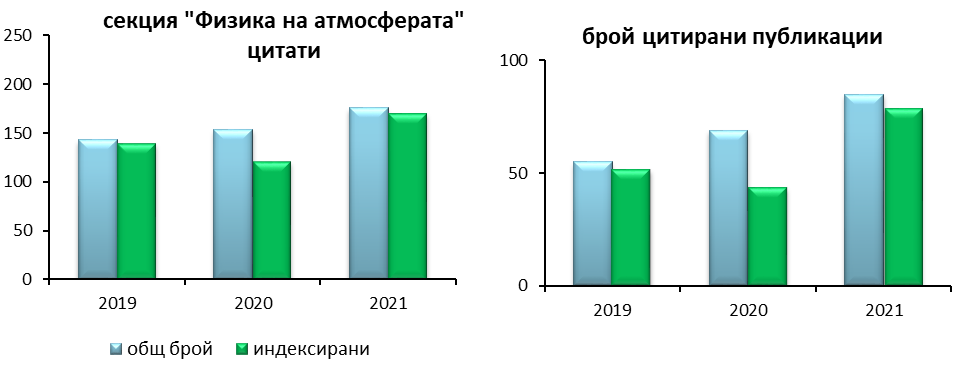 секция "Физика на атмосферата"
цитати
250
200
150
100
50
0
2019 2020 2021
общ брой индексирани
брой цитирани публикации
100
50
0
2019 2020 2021